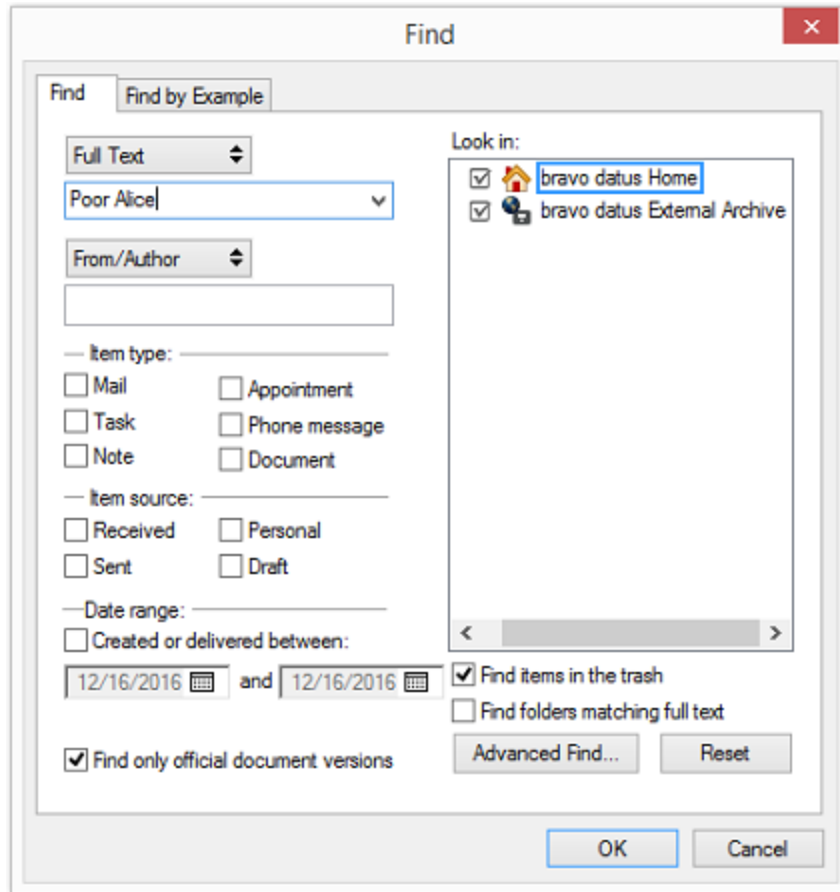 Find
Find
Find by Example
Full Text
Poor Alice
From/Author
Item type:
Mail
Appointment
Task
Phone message
Note
Document
Item source:
Received
Personal
Sent
Draft
Date range:
Created or delivered between:
12/16/2016 and 12/16/2016
Find only official document versions
Look in:
bravo datus Home
bravo datus External Archive
Find items in the trash
Find folders matching full text
Advanced Find...
Reset
OK
Cancel